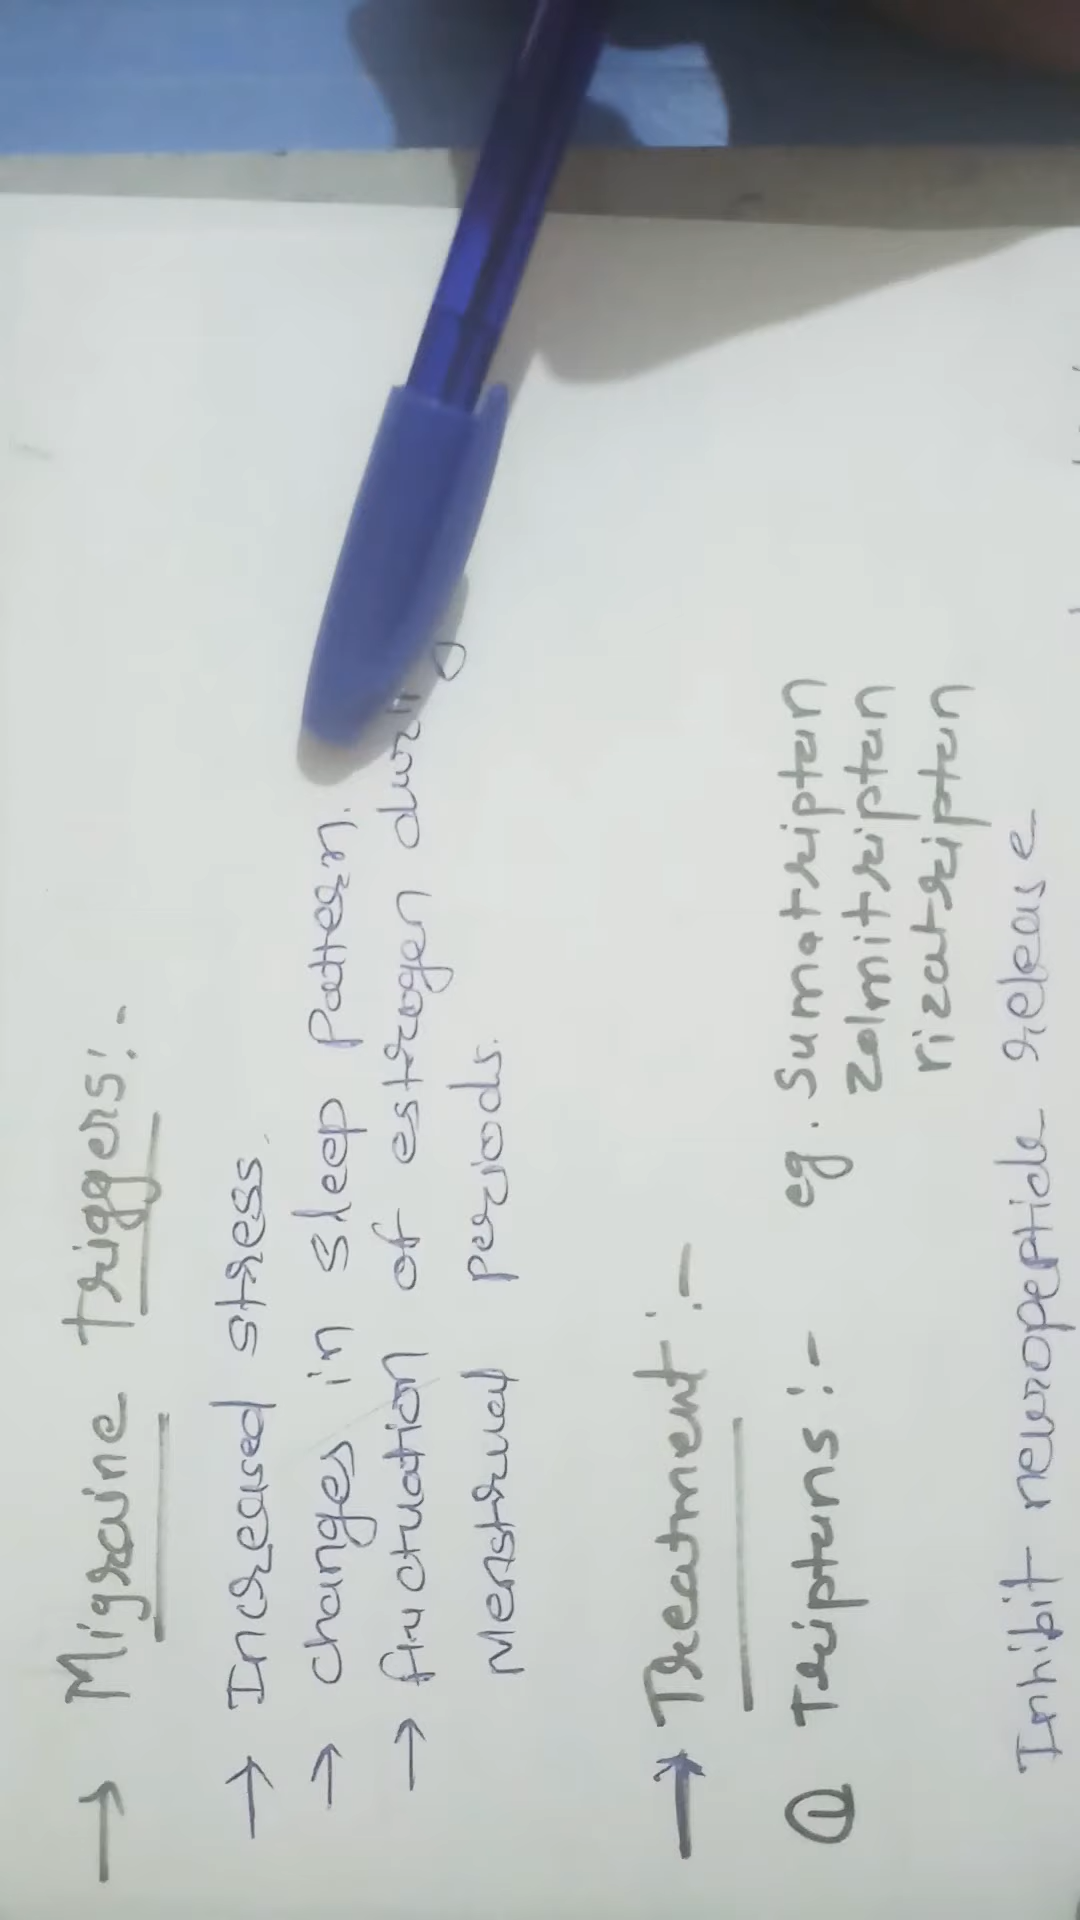 → Migraine triggers:-
→ Increased stress.
→ changes in sleep pattern.
→ fluctuation of estrogen during
Menstrual periods.
→ Treatment:-
① Triptans:- eg. Sumatriptan
zolmitriptan
rizatriptan
Inhibit neuropeptide release